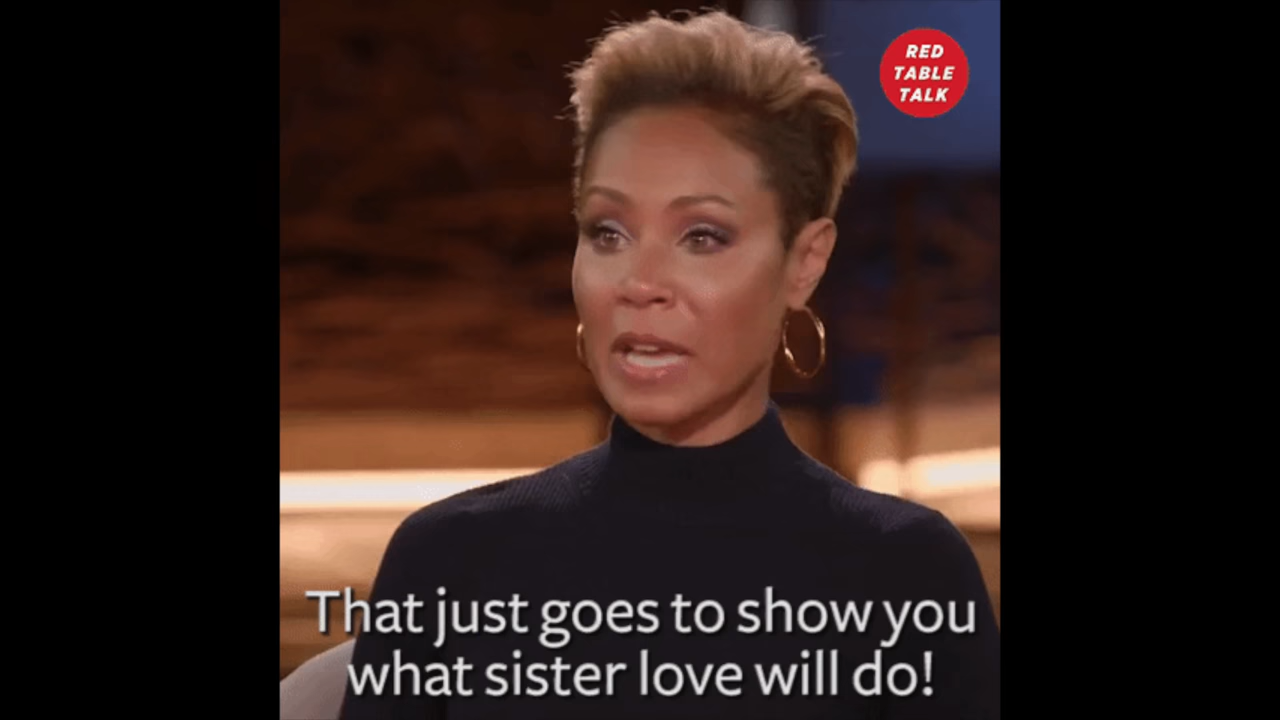 RED
TABLE
TALK
That just goes to show you
what sister love will do!